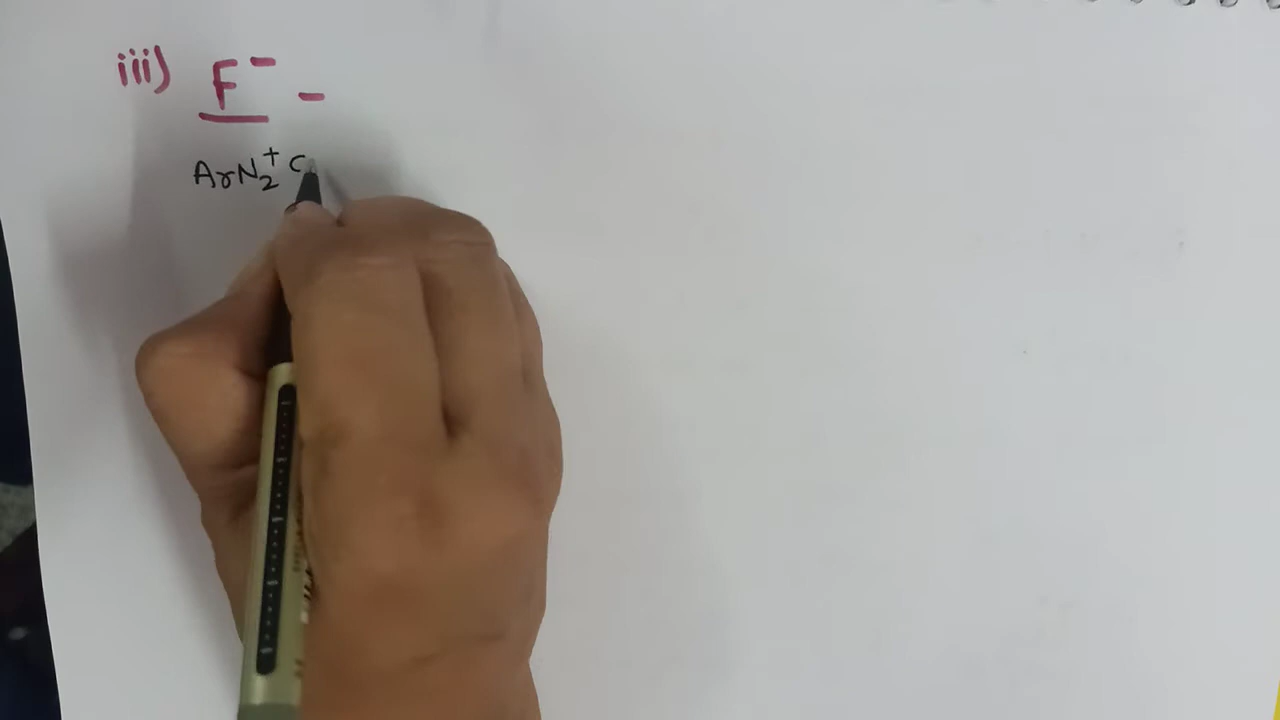 iii) F⁻ -
ArN₂⁺ C